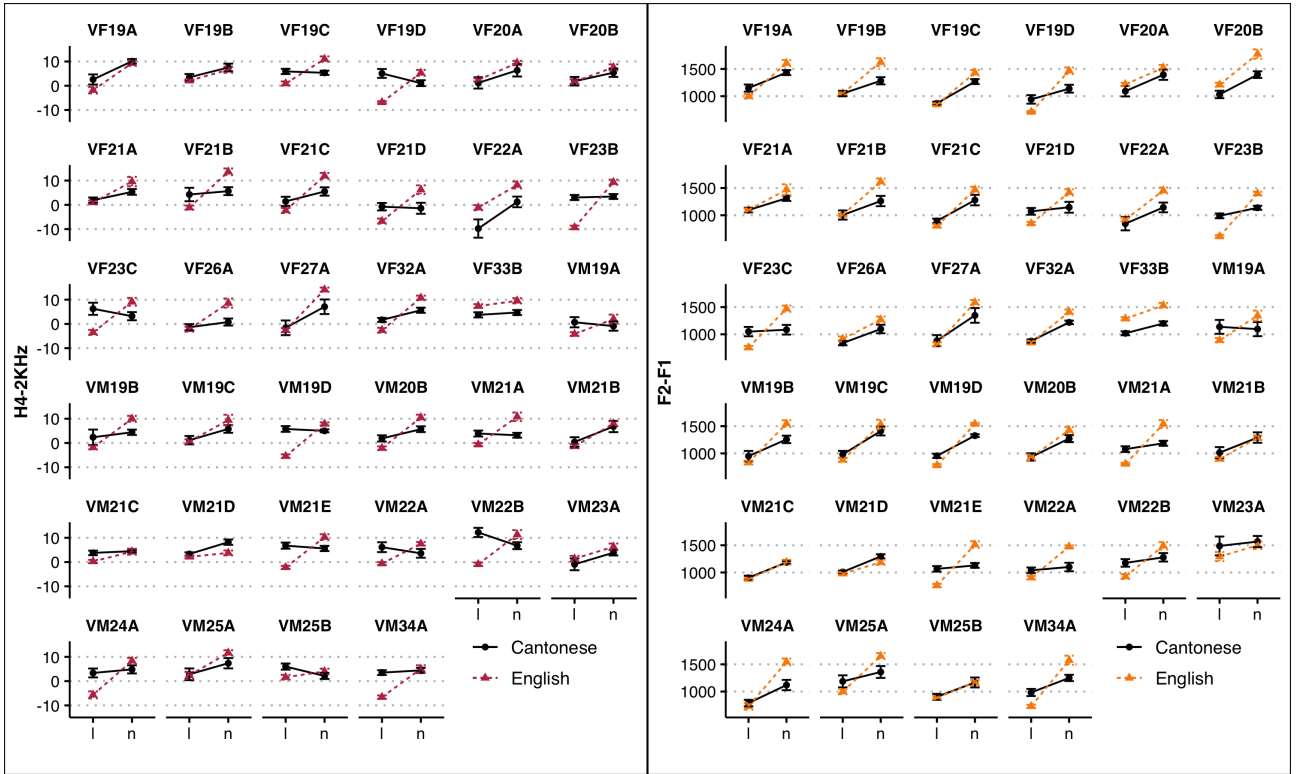 VF19A VF19B VF19C VF19D VF20A VF20B
10
0
-10
VF21A VF21B VF21C VF21D VF22A VF23B
10
0
-10
VF23C VF26A VF27A VF32A VF33B VM19A
10
0
-10
H4-2KHz
VM19B VM19C VM19D VM20B VM21A VM21B
10
0
-10
VM21C VM21D VM21E VM22A VM22B VM23A
10
0
-10
l n l n
VM24A VM25A VM25B VM34A
10
0
-10
l n l n l n l n
Cantonese
English
VF19A VF19B VF19C VF19D VF20A VF20B
1500
1000
VF21A VF21B VF21C VF21D VF22A VF23B
1500
1000
VF23C VF26A VF27A VF32A VF33B VM19A
1500
1000
F2-F1
VM19B VM19C VM19D VM20B VM21A VM21B
1500
1000
VM21C VM21D VM21E VM22A VM22B VM23A
1500
1000
l n l n
VM24A VM25A VM25B VM34A
1500
1000
l n l n l n l n
Cantonese
English